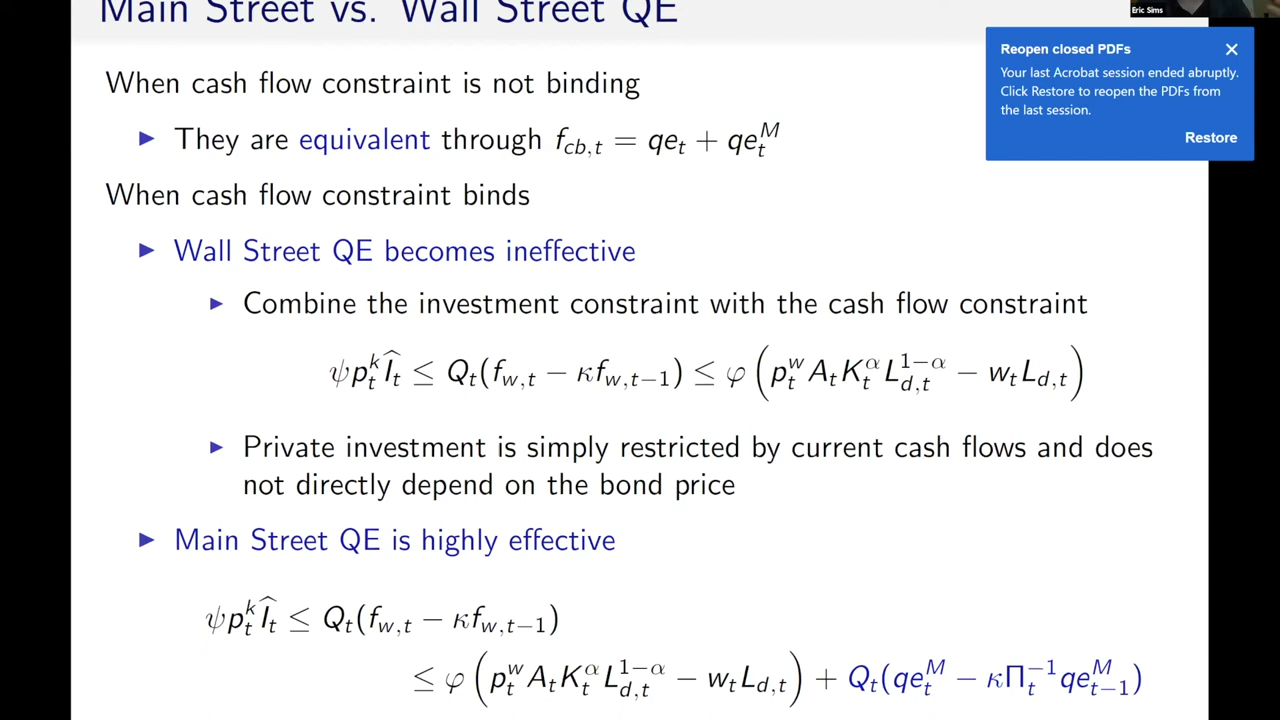 Main Street vs. Wall Street QE
Eric Sims
Reopen closed PDFs
Your last Acrobat session ended abruptly.
Click Restore to reopen the PDFs from
the last session.
Restore
When cash flow constraint is not binding
They are equivalent through f_{cb,t} = qe_t + qe_t^M
When cash flow constraint binds
Wall Street QE becomes ineffective
Combine the investment constraint with the cash flow constraint
ψp_t^k Î_t ≤ Q_t(f_{w,t} − κf_{w,t−1}) ≤ φ(p_t^w A_t K_t^α L_{d,t}^{1−α} − w_t L_{d,t})
Private investment is simply restricted by current cash flows and does
not directly depend on the bond price
Main Street QE is highly effective
ψp_t^k Î_t ≤ Q_t(f_{w,t} − κf_{w,t−1})
≤ φ(p_t^w A_t K_t^α L_{d,t}^{1−α} − w_t L_{d,t}) + Q_t(qe_t^M − κΠ_t^{−1} qe_{t−1}^M)